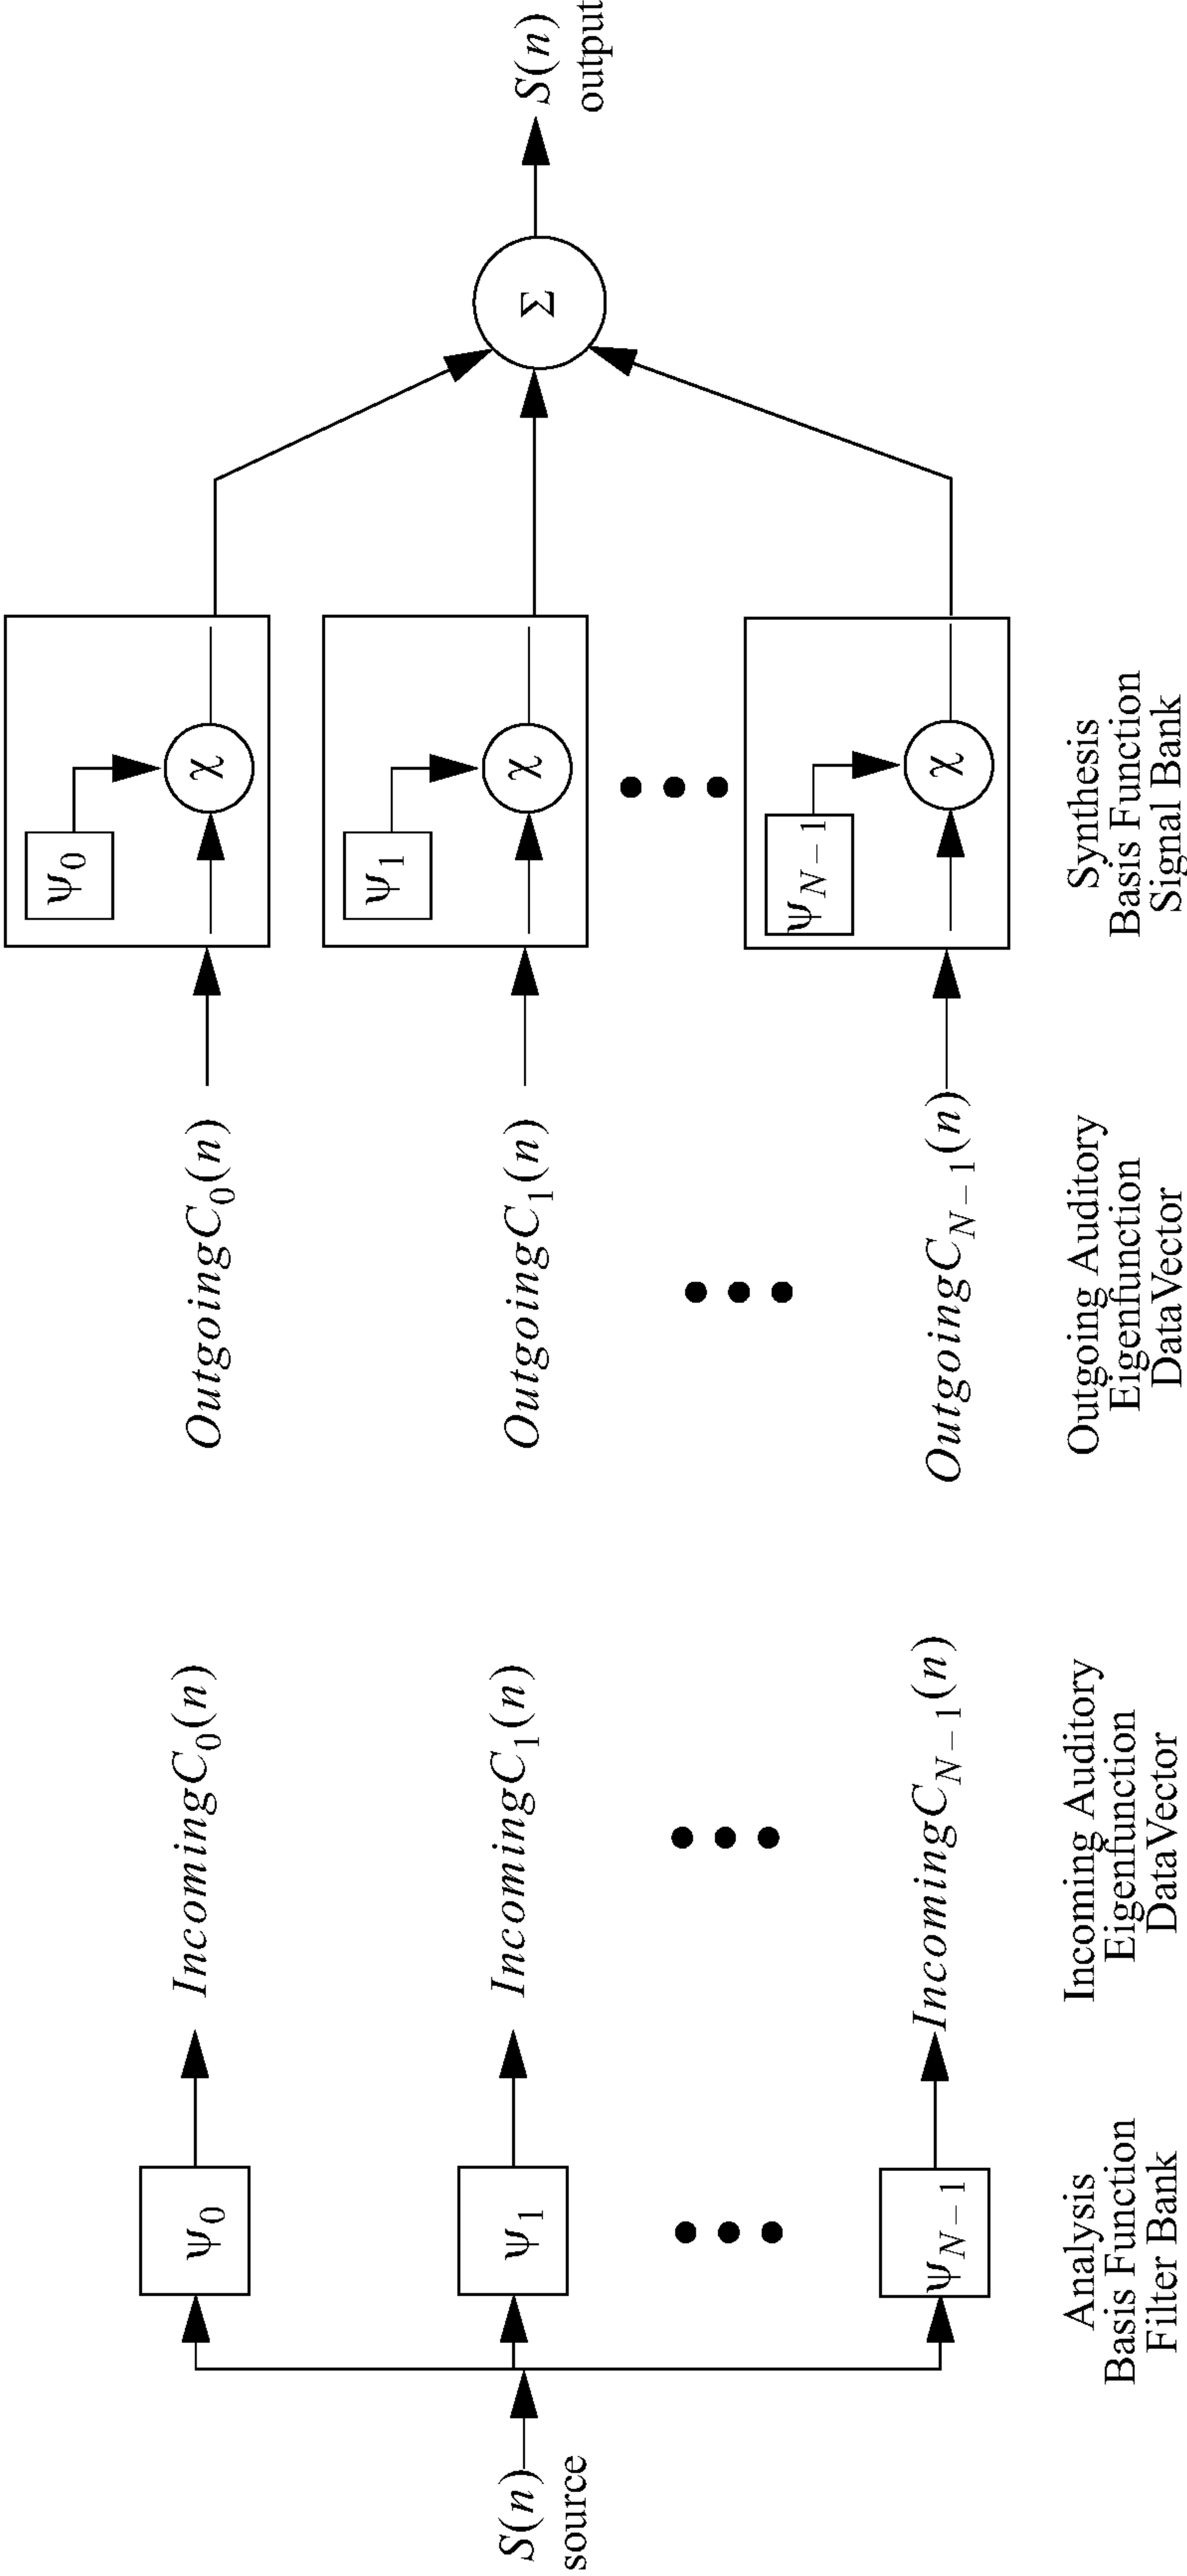 S(n)
source
ψ0
ψ1
ψN−1
Analysis
Basis Function
Filter Bank
IncomingC0(n)
IncomingC1(n)
IncomingCN−1(n)
Incoming Auditory
Eigenfunction
DataVector
OutgoingC0(n)
OutgoingC1(n)
OutgoingCN−1(n)
Outgoing Auditory
Eigenfunction
DataVector
ψ0
χ
ψ1
χ
ψN−1
χ
Synthesis
Basis Function
Signal Bank
Σ
S(n)
output